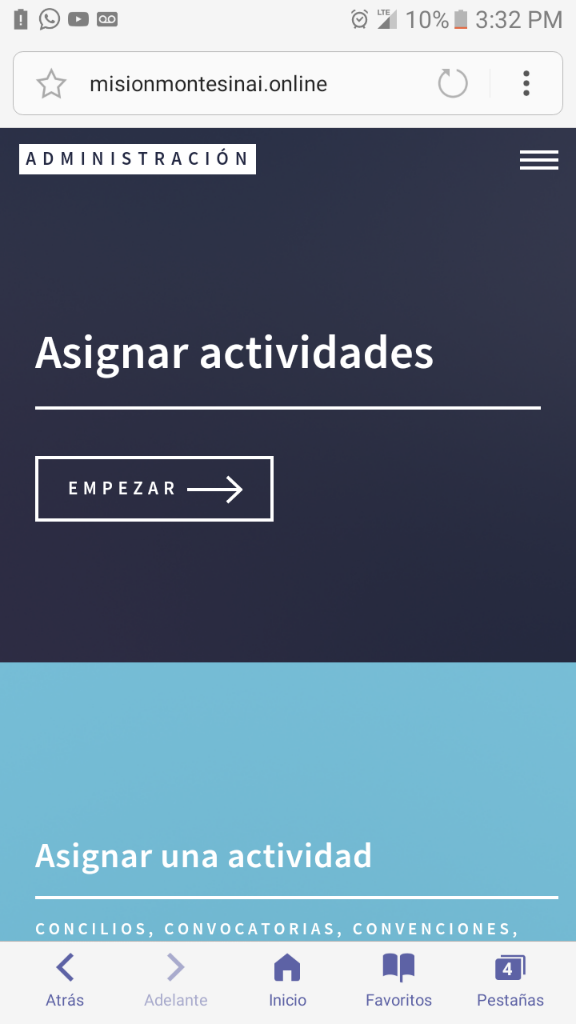 LTE 10% 3:32 PM
misionmontesinai.online
ADMINISTRACIÓN
Asignar actividades
EMPEZAR
Asignar una actividad
CONCILIOS, CONVOCATORIAS, CONVENCIONES,
4
Atrás Adelante Inicio Favoritos Pestañas